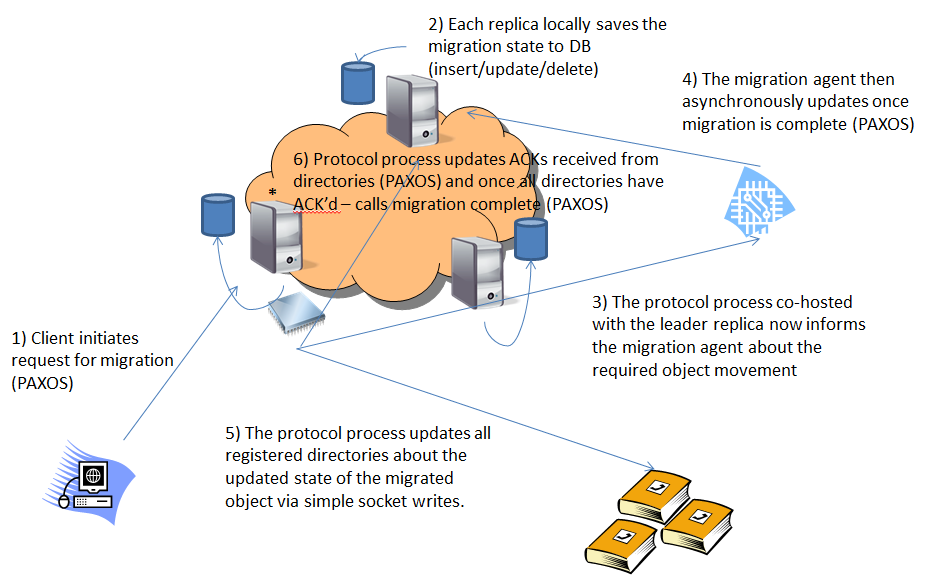 2) Each replica locally saves the
migration state to DB
(insert/update/delete)
4) The migration agent then
asynchronously updates once
migration is complete (PAXOS)
6) Protocol process updates ACKs received from
directories (PAXOS) and once all directories have
* ACK’d – calls migration complete (PAXOS)
3) The protocol process co-hosted
with the leader replica now informs
the migration agent about the
required object movement
1) Client initiates
request for migration
(PAXOS)
5) The protocol process updates all
registered directories about the
updated state of the migrated
object via simple socket writes.